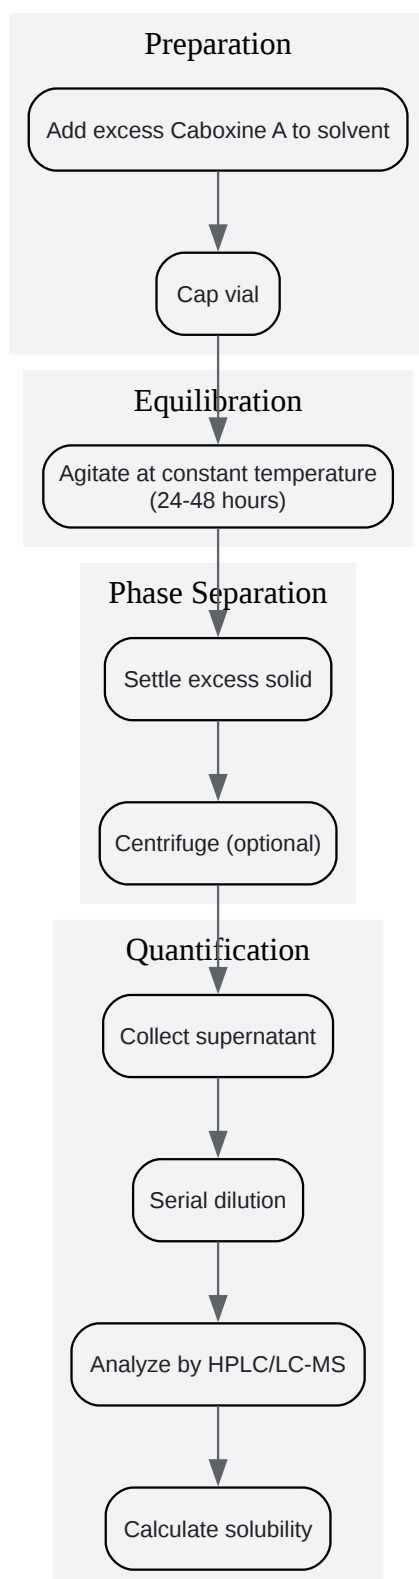 Preparation
Add excess Caboxine A to solvent
Cap vial
Equilibration
Agitate at constant temperature
(24-48 hours)
Phase Separation
Settle excess solid
Centrifuge (optional)
Quantification
Collect supernatant
Serial dilution
Analyze by HPLC/LC-MS
Calculate solubility